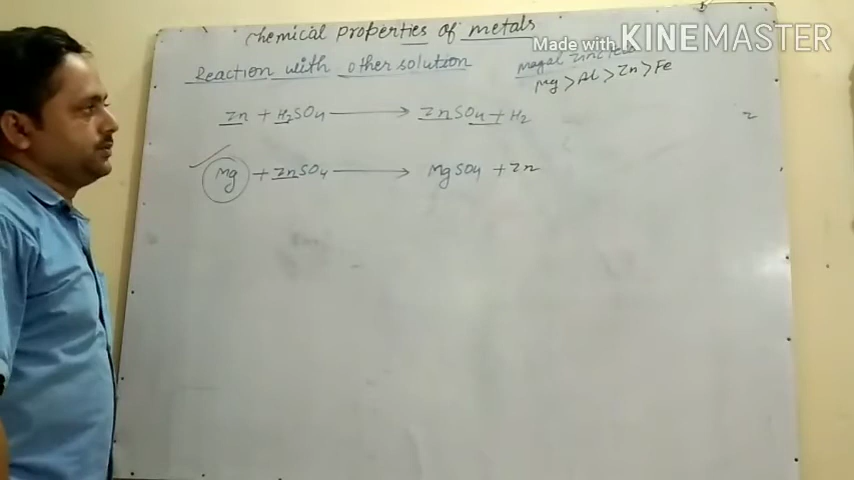 chemical properties of metals
Made with KINEMASTER
Reaction with other solution
Mg > Al > Zn > Fe
Zn + H2SO4 → ZnSO4 + H2
Mg + ZnSO4 → MgSO4 + Zn